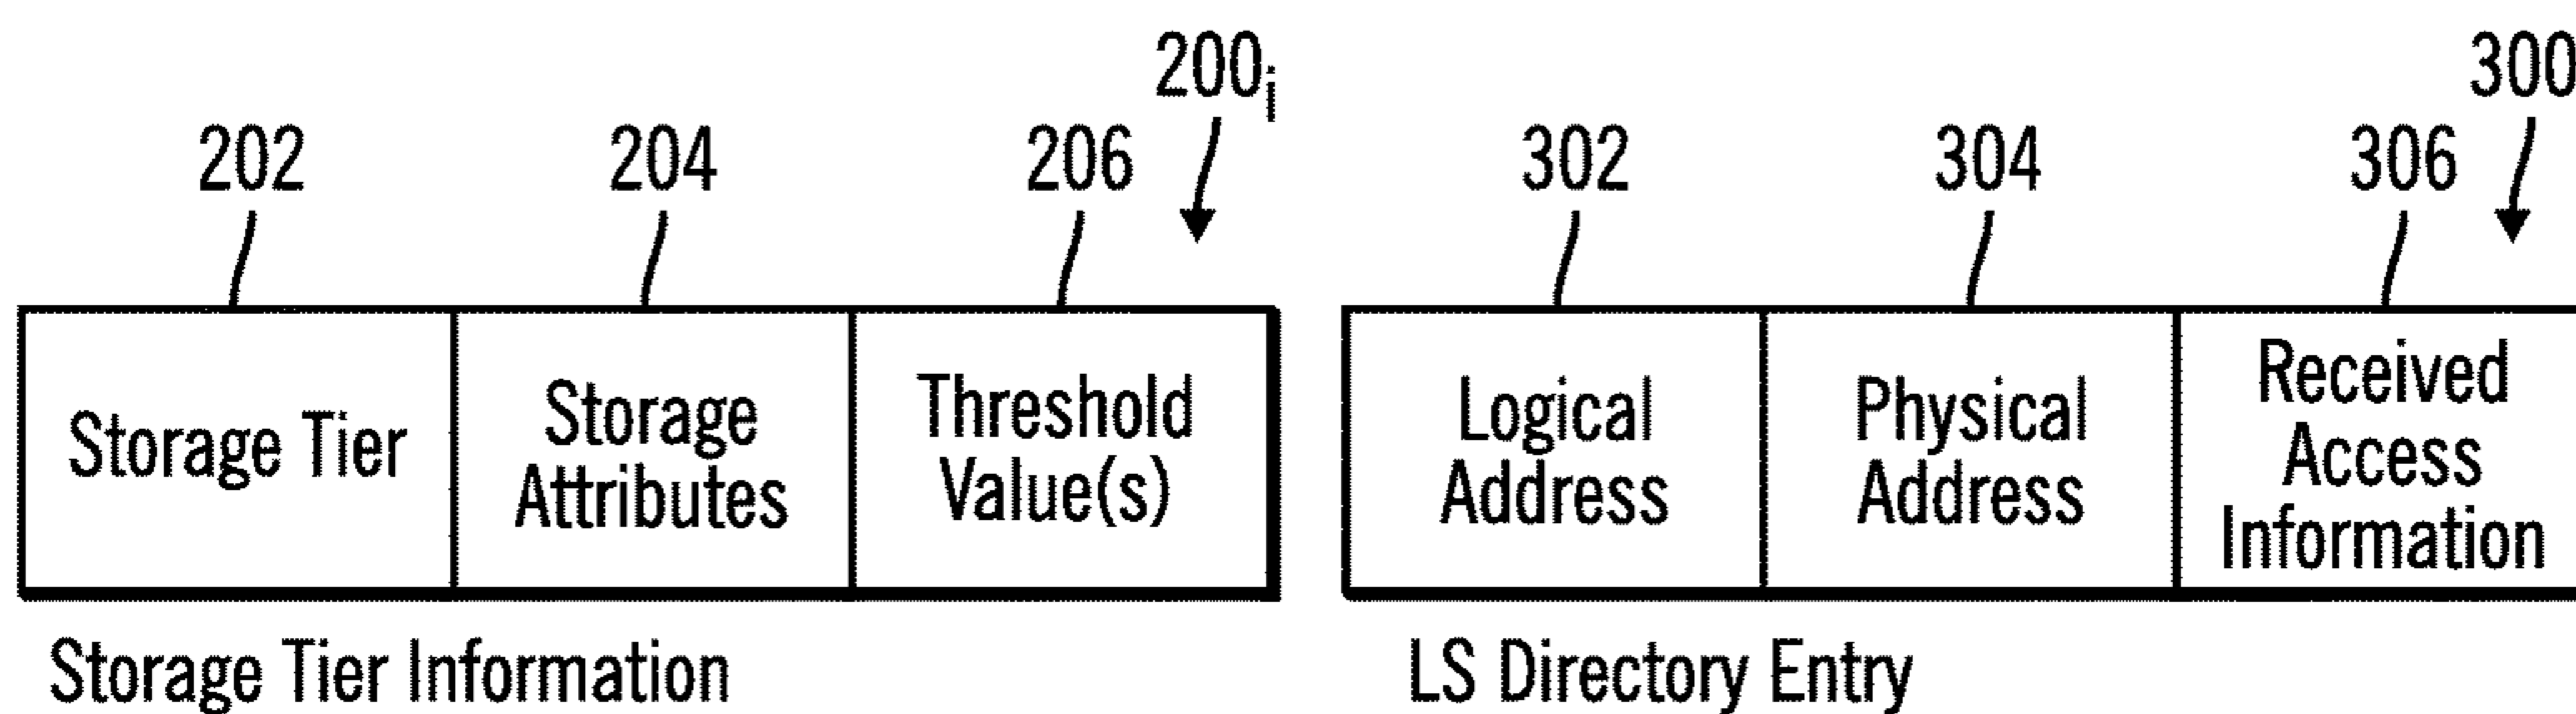 200i
300
202
204
206
302
304
306
Storage Tier
Storage
Attributes
Threshold
Value(s)
Logical
Address
Physical
Address
Received
Access
Information
Storage Tier Information
LS Directory Entry